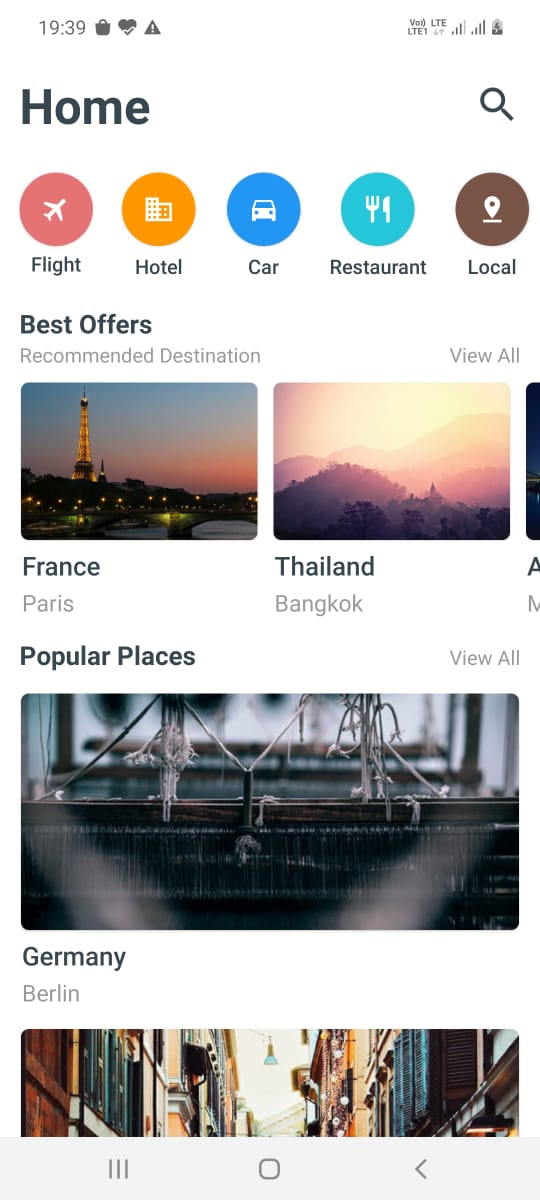 19:39
Vo)) LTE
LTE1
Home
Flight
Hotel
Car
Restaurant
Local
Best Offers
Recommended Destination
View All
France
Thailand
A
Paris
Bangkok
M
Popular Places
View All
Germany
Berlin